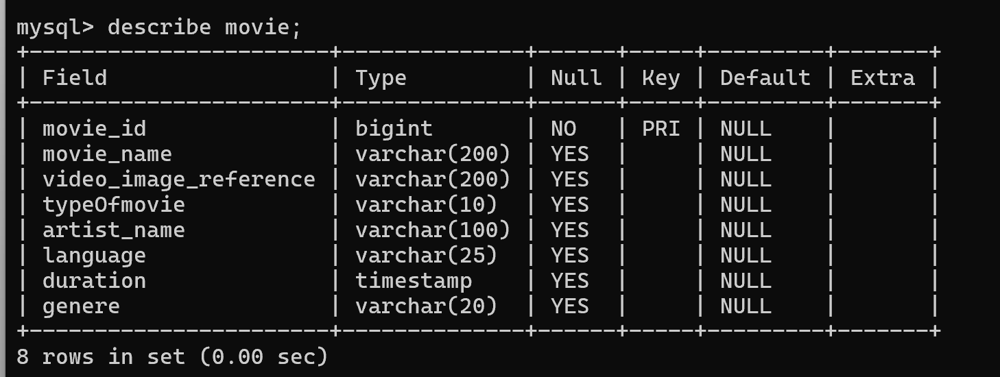 mysql> describe movie;
+-----------------------+--------------+------+-----+---------+-------+
| Field                 | Type         | Null | Key | Default | Extra |
+-----------------------+--------------+------+-----+---------+-------+
| movie_id              | bigint       | NO   | PRI | NULL    |       |
| movie_name            | varchar(200) | YES  |     | NULL    |       |
| video_image_reference | varchar(200) | YES  |     | NULL    |       |
| typeOfmovie           | varchar(10)  | YES  |     | NULL    |       |
| artist_name           | varchar(100) | YES  |     | NULL    |       |
| language              | varchar(25)  | YES  |     | NULL    |       |
| duration              | timestamp    | YES  |     | NULL    |       |
| genere                | varchar(20)  | YES  |     | NULL    |       |
+-----------------------+--------------+------+-----+---------+-------+
8 rows in set (0.00 sec)